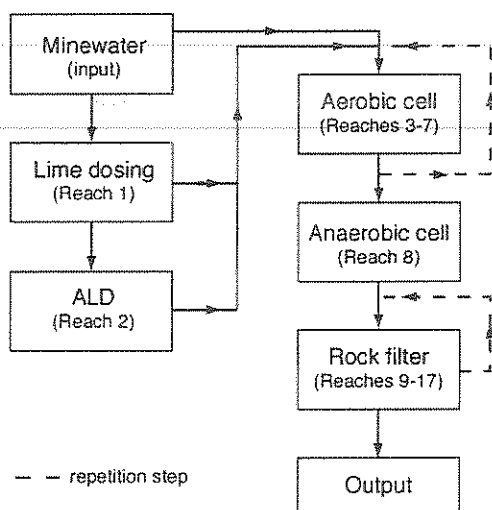 Minewater
(input)
Lime dosing
(Reach 1)
ALD
(Reach 2)
Aerobic cell
(Reaches 3-7)
Anaerobic cell
(Reach 8)
Rock filter
(Reaches 9-17)
Output
repetition step